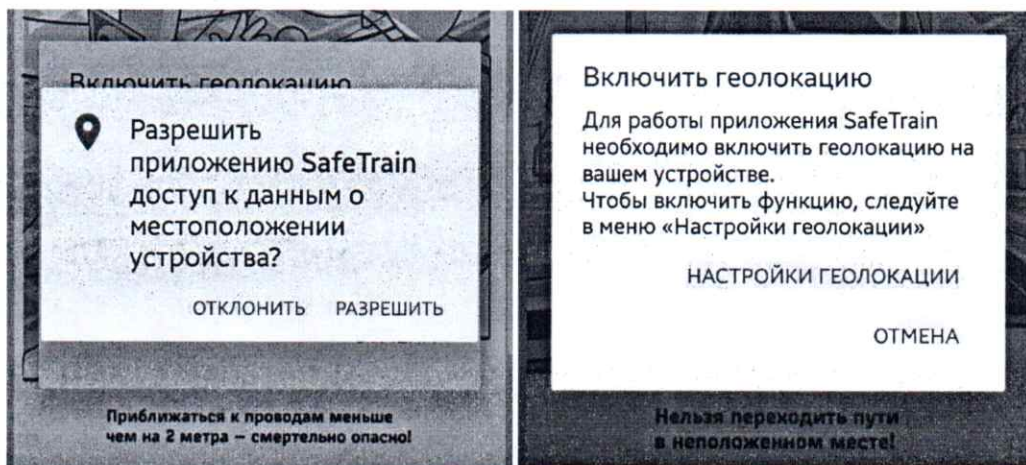 Включить геолокацию
Разрешить
приложению SafeTrain
доступ к данным о
местоположении
устройства?
ОТКЛОНИТЬ РАЗРЕШИТЬ
Приближаться к проводам меньше
чем на 2 метра – смертельно опасно!
Включить геолокацию
Для работы приложения SafeTrain
необходимо включить геолокацию на
вашем устройстве.
Чтобы включить функцию, следуйте
в меню «Настройки геолокации»
НАСТРОЙКИ ГЕОЛОКАЦИИ
ОТМЕНА
Нельзя переходить пути
в неположенном месте!